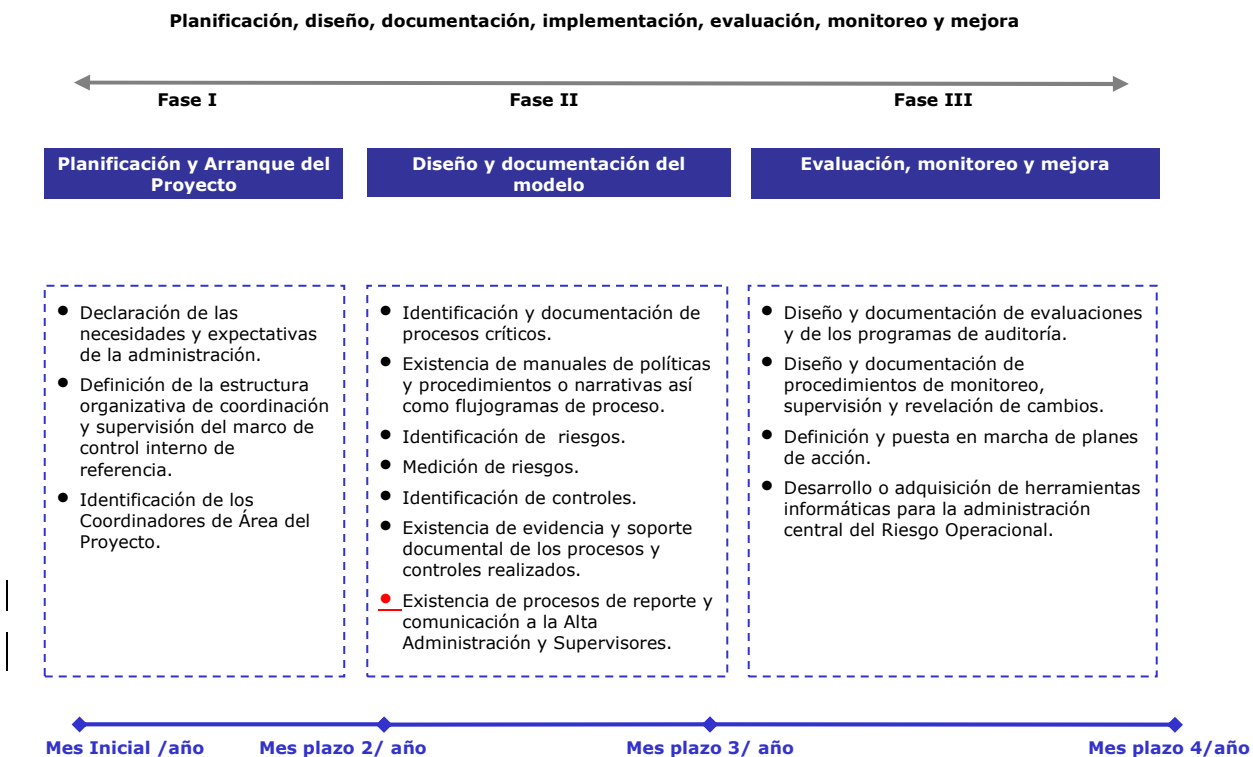 Planificación, diseño, documentación, implementación, evaluación, monitoreo y mejora
Fase I
Fase II
Fase III
Planificación y Arranque del
Proyecto
Diseño y documentación del
modelo
Evaluación, monitoreo y mejora
• Declaración de las
necesidades y expectativas
de la administración.
• Definición de la estructura
organizativa de coordinación
y supervisión del marco de
control interno de
referencia.
• Identificación de los
Coordinadores de Área del
Proyecto.
• Identificación y documentación de
procesos críticos.
• Existencia de manuales de políticas
y procedimientos o narrativas así
como flujogramas de proceso.
• Identificación de  riesgos.
• Medición de riesgos.
• Identificación de controles.
• Existencia de evidencia y soporte
documental de los procesos y
controles realizados.
• Existencia de procesos de reporte y
comunicación a la Alta
Administración y Supervisores.
• Diseño y documentación de evaluaciones
y de los programas de auditoría.
• Diseño y documentación de
procedimientos de monitoreo,
supervisión y revelación de cambios.
• Definición y puesta en marcha de planes
de acción.
• Desarrollo o adquisición de herramientas
informáticas para la administración
central del Riesgo Operacional.
Mes Inicial /año
Mes plazo 2/ año
Mes plazo 3/ año
Mes plazo 4/año